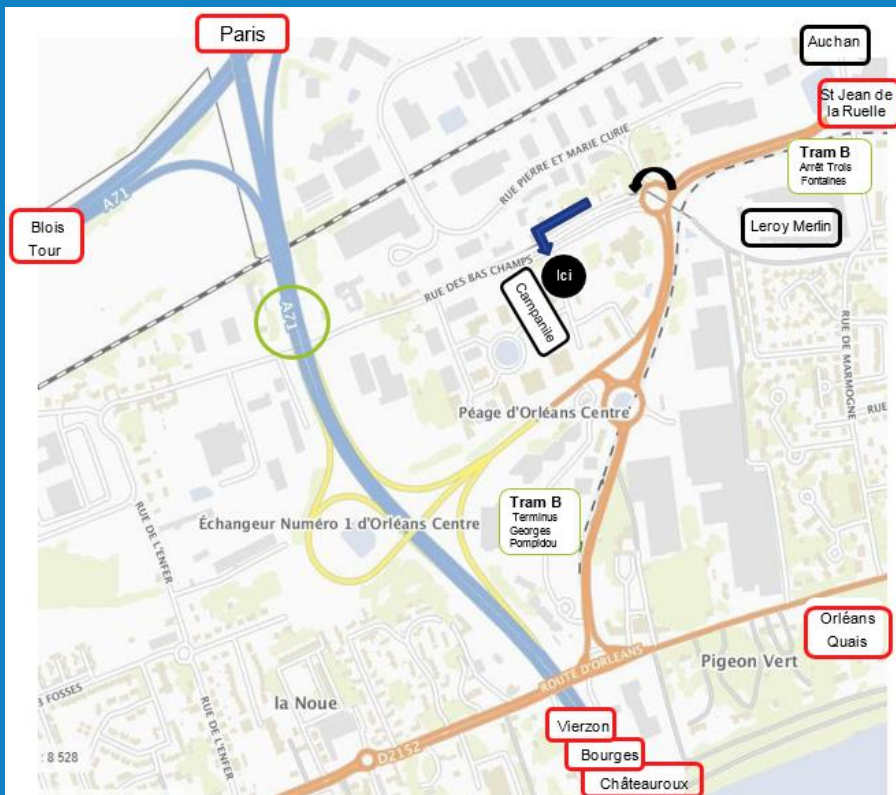 Paris
Auchan
St Jean de
la Ruelle
Tram B
Arrêt Trois
Fontaines
RUE PIERRE ET MARIE CURIE
A71
Blois
Tour
Leroy Merlin
Ici
RUE DES BAS CHAMPS
Campanile
A71
RUE DE MARMOGNE
RUE
Péage d'Orléans Centre
Tram B
Terminus
Georges
Pompidou
Échangeur Numéro 1 d'Orléans Centre
RUE DE L'ENFER
Orléans
Quais
Pigeon Vert
ROUTE D'ORLÉANS
3 FOSSES
la Noue
RUE DE L'ENFER
D2152
Vierzon
Bourges
Châteauroux
: 8 528